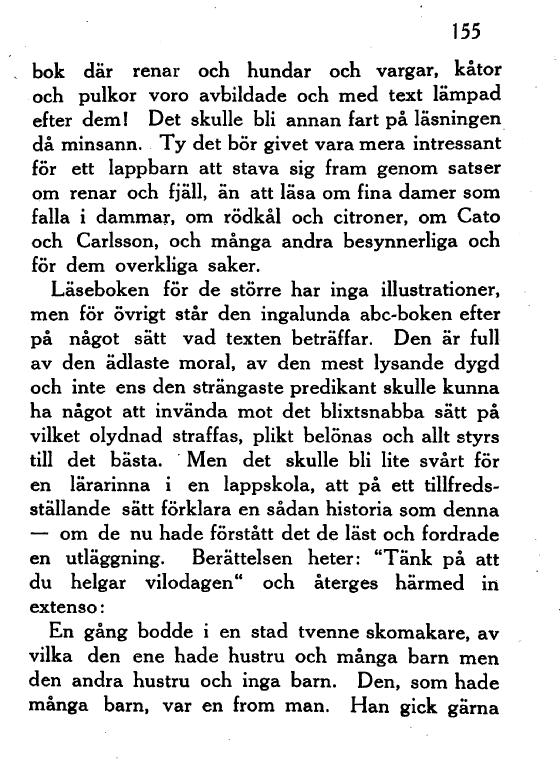 155
bok där renar och hundar och vargar, kåtor
och pulkor voro avbildade och med text lämpad
efter dem! Det skulle bli annan fart på läsningen
då minsann. Ty det bör givet vara mera intressant
för ett lappbarn att stava sig fram genom satser
om renar och fjäll, än att läsa om fina damer som
falla i dammar, om rödkål och citroner, om Cato
och Carlsson, och många andra besynnerliga och
för dem overkliga saker.
Läseboken för de större har inga illustrationer,
men för övrigt står den ingalunda abc-boken efter
på något sätt vad texten beträffar. Den är full
av den ädlaste moral, av den mest lysande dygd
och inte ens den strängaste predikant skulle kunna
ha något att invända mot det blixtsnabba sätt på
vilket olydnad straffas, plikt belönas och allt styrs
till det bästa. Men det skulle bli lite svårt för
en lärarinna i en lappskola, att på ett tillfreds-
ställande sätt förklara en sådan historia som denna
— om de nu hade förstått det de läst och fordrade
en utläggning. Berättelsen heter: “Tänk på att
du helgar vilodagen“ och återges härmed in
extenso:
En gång bodde i en stad tvenne skomakare, av
vilka den ene hade hustru och många barn men
den andra hustru och inga barn. Den, som hade
många barn, var en from man. Han gick gärna